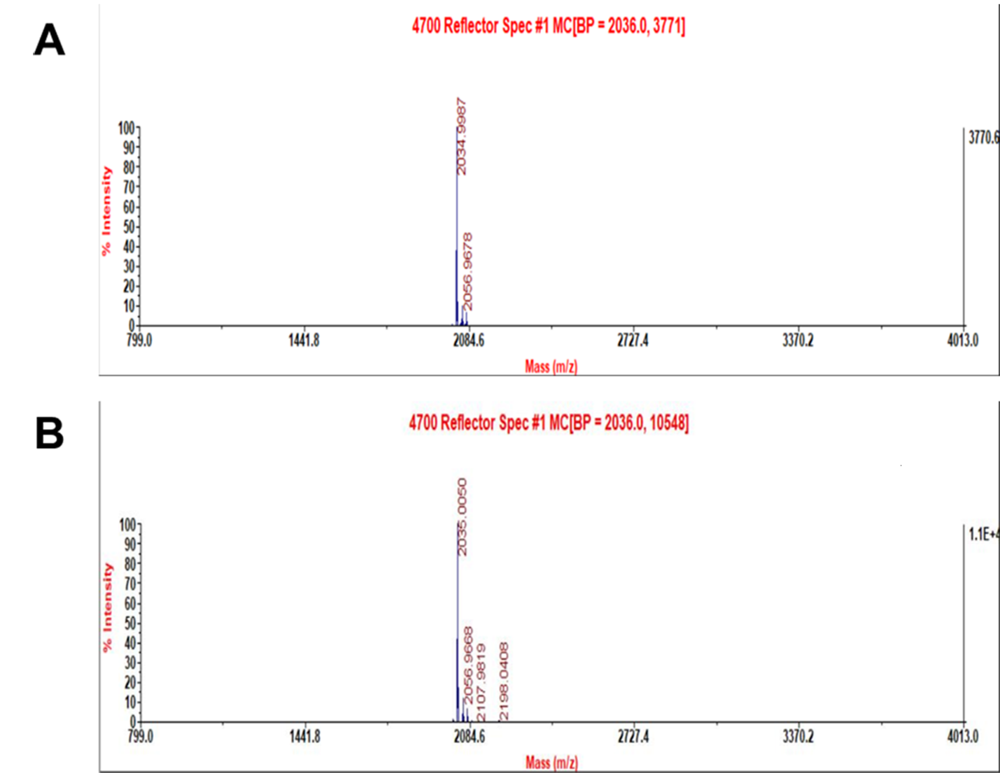 A
4700 Reflector Spec #1 MC[BP = 2036.0, 3771]
2034.9987
2056.9678
100
90
80
70
60
50
40
30
20
10
0
% Intensity
3770.6
799.0 1441.8 2084.6 2727.4 3370.2 4013.0
Mass (m/z)
B
4700 Reflector Spec #1 MC[BP = 2036.0, 10548]
2035.0050
2056.9668
2107.9819
2198.0408
100
90
80
70
60
50
40
30
20
10
0
% Intensity
1.1E+4
799.0 1441.8 2084.6 2727.4 3370.2 4013.0
Mass (m/z)